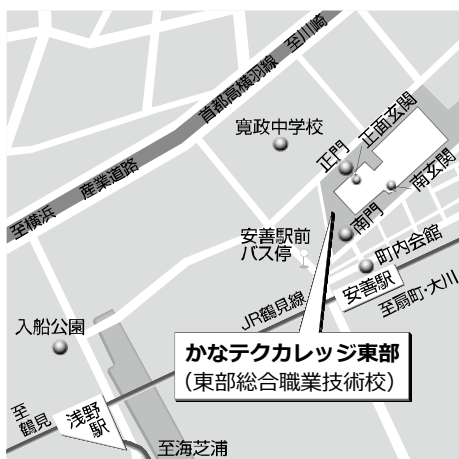 至川崎
首都高横羽線
寛政中学校
正面玄関
正門
南玄関
産業道路
至横浜
南門
安善駅前
バス停
町内会館
安善駅
至扇町・大川
JR鶴見線
入船公園
かなテクカレッジ東部
（東部総合職業技術校）
至
鶴見
浅野
駅
至海芝浦